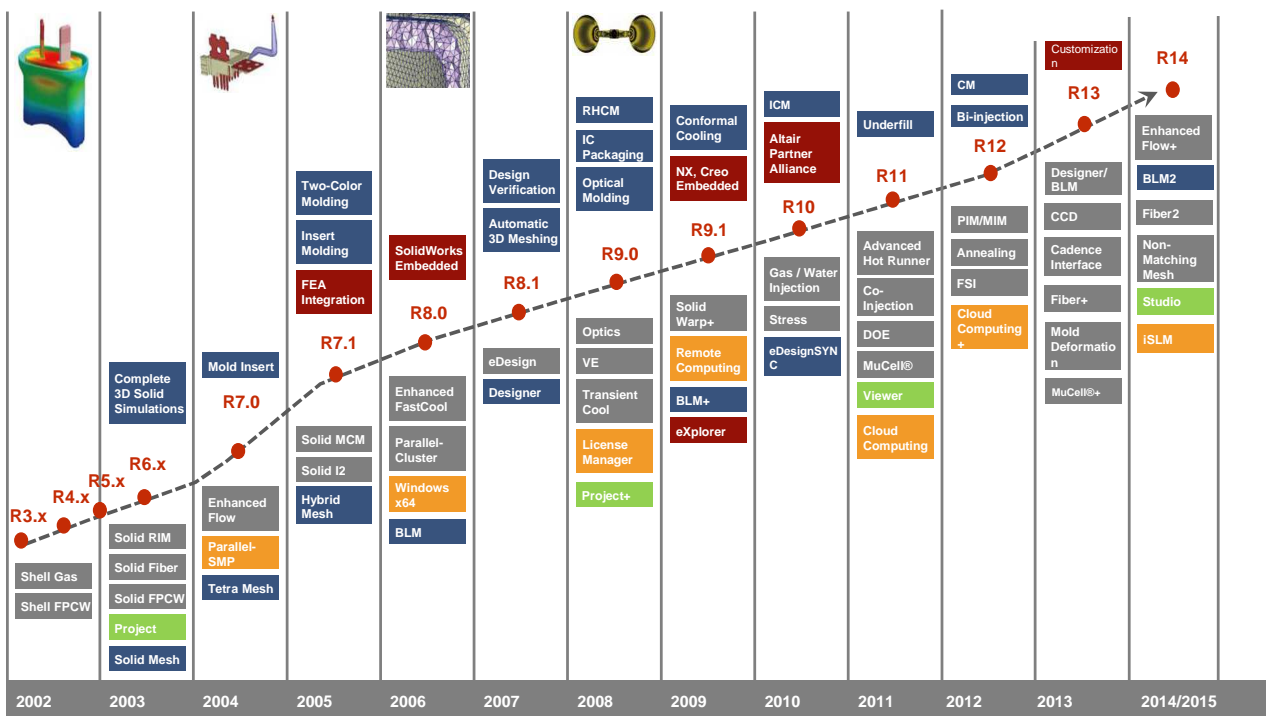 R3.x
Shell Gas
Shell FPCW
R4.x
R5.x
Complete
3D Solid
Simulations
R6.x
Solid RIM
Solid Fiber
Solid FPCW
Project
Solid Mesh
Mold Insert
R7.0
Enhanced
Flow
Parallel-
SMP
Tetra Mesh
Two-Color
Molding
Insert
Molding
FEA
Integration
R7.1
Solid MCM
Solid I2
Hybrid
Mesh
SolidWorks
Embedded
R8.0
Enhanced
FastCool
Parallel-
Cluster
Windows
x64
BLM
Design
Verification
Automatic
3D Meshing
R8.1
eDesign
Designer
RHCM
IC
Packaging
Optical
Molding
R9.0
Optics
VE
Transient
Cool
License
Manager
Project+
Conformal
Cooling
NX, Creo
Embedded
R9.1
Solid
Warp+
Remote
Computing
BLM+
eXplorer
ICM
Altair
Partner
Alliance
R10
Gas / Water
Injection
Stress
eDesignSYN
C
Underfill
R11
Advanced
Hot Runner
Co-
Injection
DOE
MuCell®
Viewer
Cloud
Computing
CM
Bi-injection
R12
PIM/MIM
Annealing
FSI
Cloud
Computing
+
Customizatio
n
R13
Designer/
BLM
CCD
Cadence
Interface
Fiber+
Mold
Deformatio
n
MuCell®+
R14
Enhanced
Flow+
BLM2
Fiber2
Non-
Matching
Mesh
Studio
iSLM
2002
2003
2004
2005
2006
2007
2008
2009
2010
2011
2012
2013
2014/2015